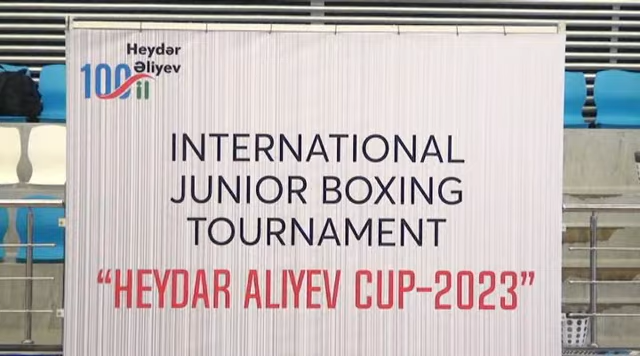 Heydər
Əliyev
100 il
INTERNATIONAL
JUNIOR BOXING
TOURNAMENT
“HEYDAR ALIYEV CUP-2023”